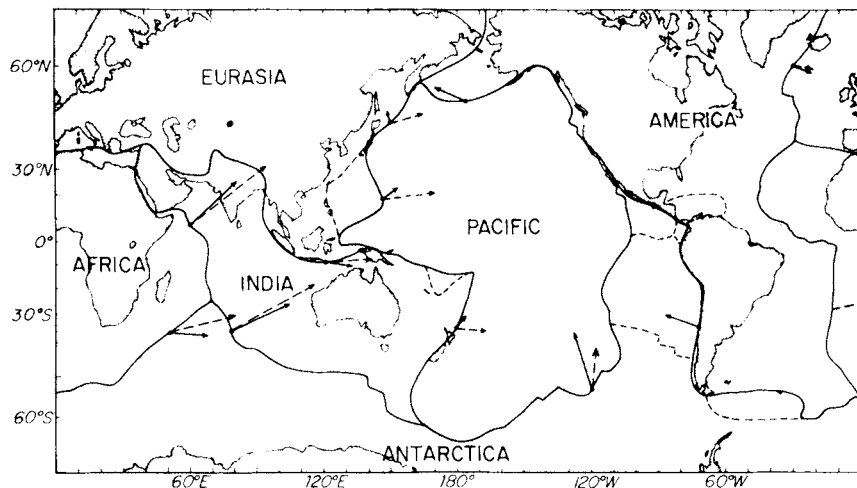 60°N
EURASIA
AMERICA
30°N
PACIFIC
0°
AFRICA
INDIA
30°S
60°S
ANTARCTICA
60°E 120°E 180° 120°W 60°W